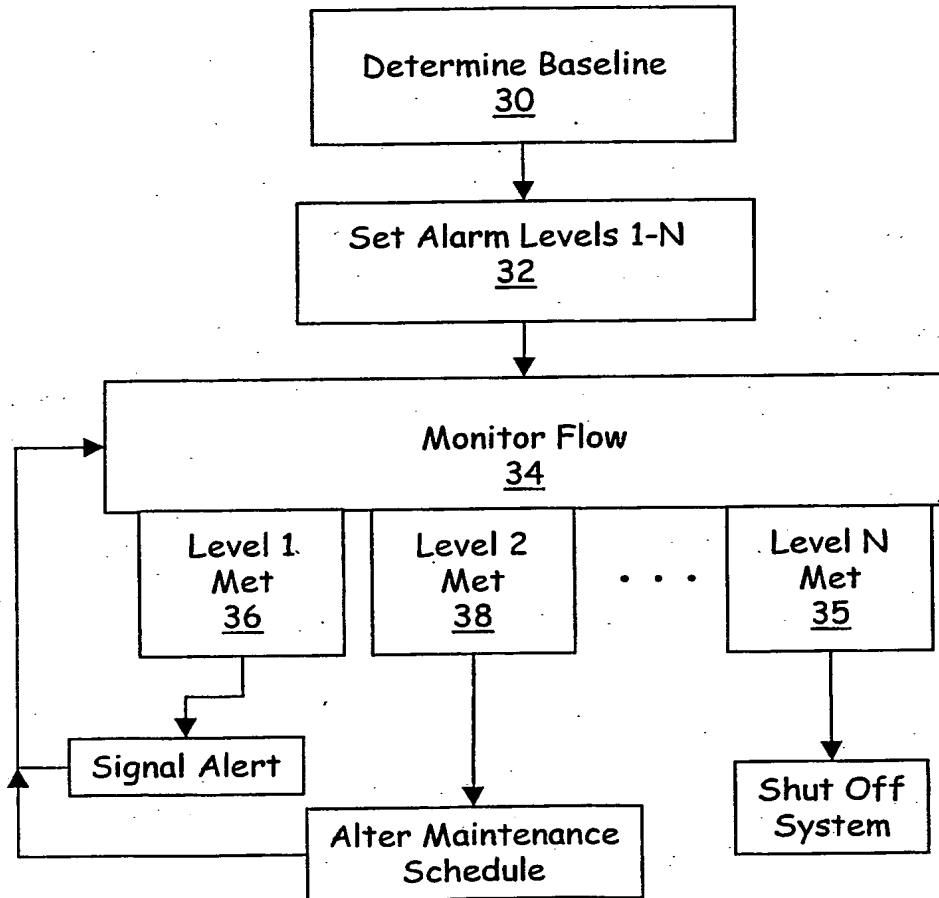 Determine Baseline
30
Set Alarm Levels 1-N
32
Monitor Flow
34
Level 1
Met
36
Level 2
Met
38
. . .
Level N
Met
35
Signal Alert
Alter Maintenance
Schedule
Shut Off
System